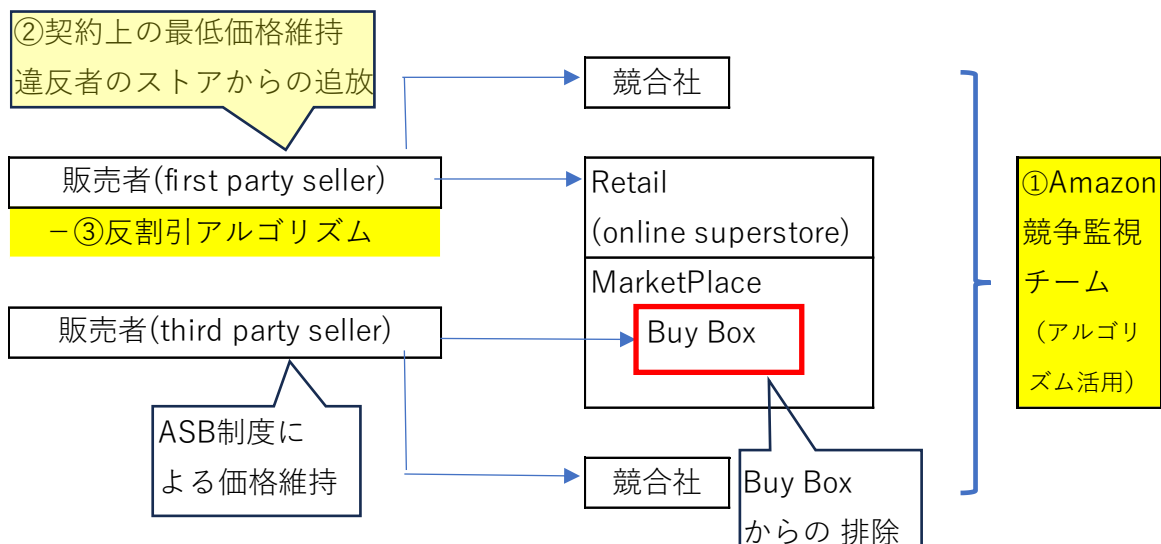 ②契約上の最低価格維持
違反者のストアからの追放
競合社
販売者(first party seller)
－③反割引アルゴリズム
Retail
(online superstore)
MarketPlace
Buy Box
販売者(third party seller)
ASB制度に
よる価格維持
競合社
Buy Box
からの 排除
①Amazon
競争監視
チーム
（アルゴリ
ズム活用）